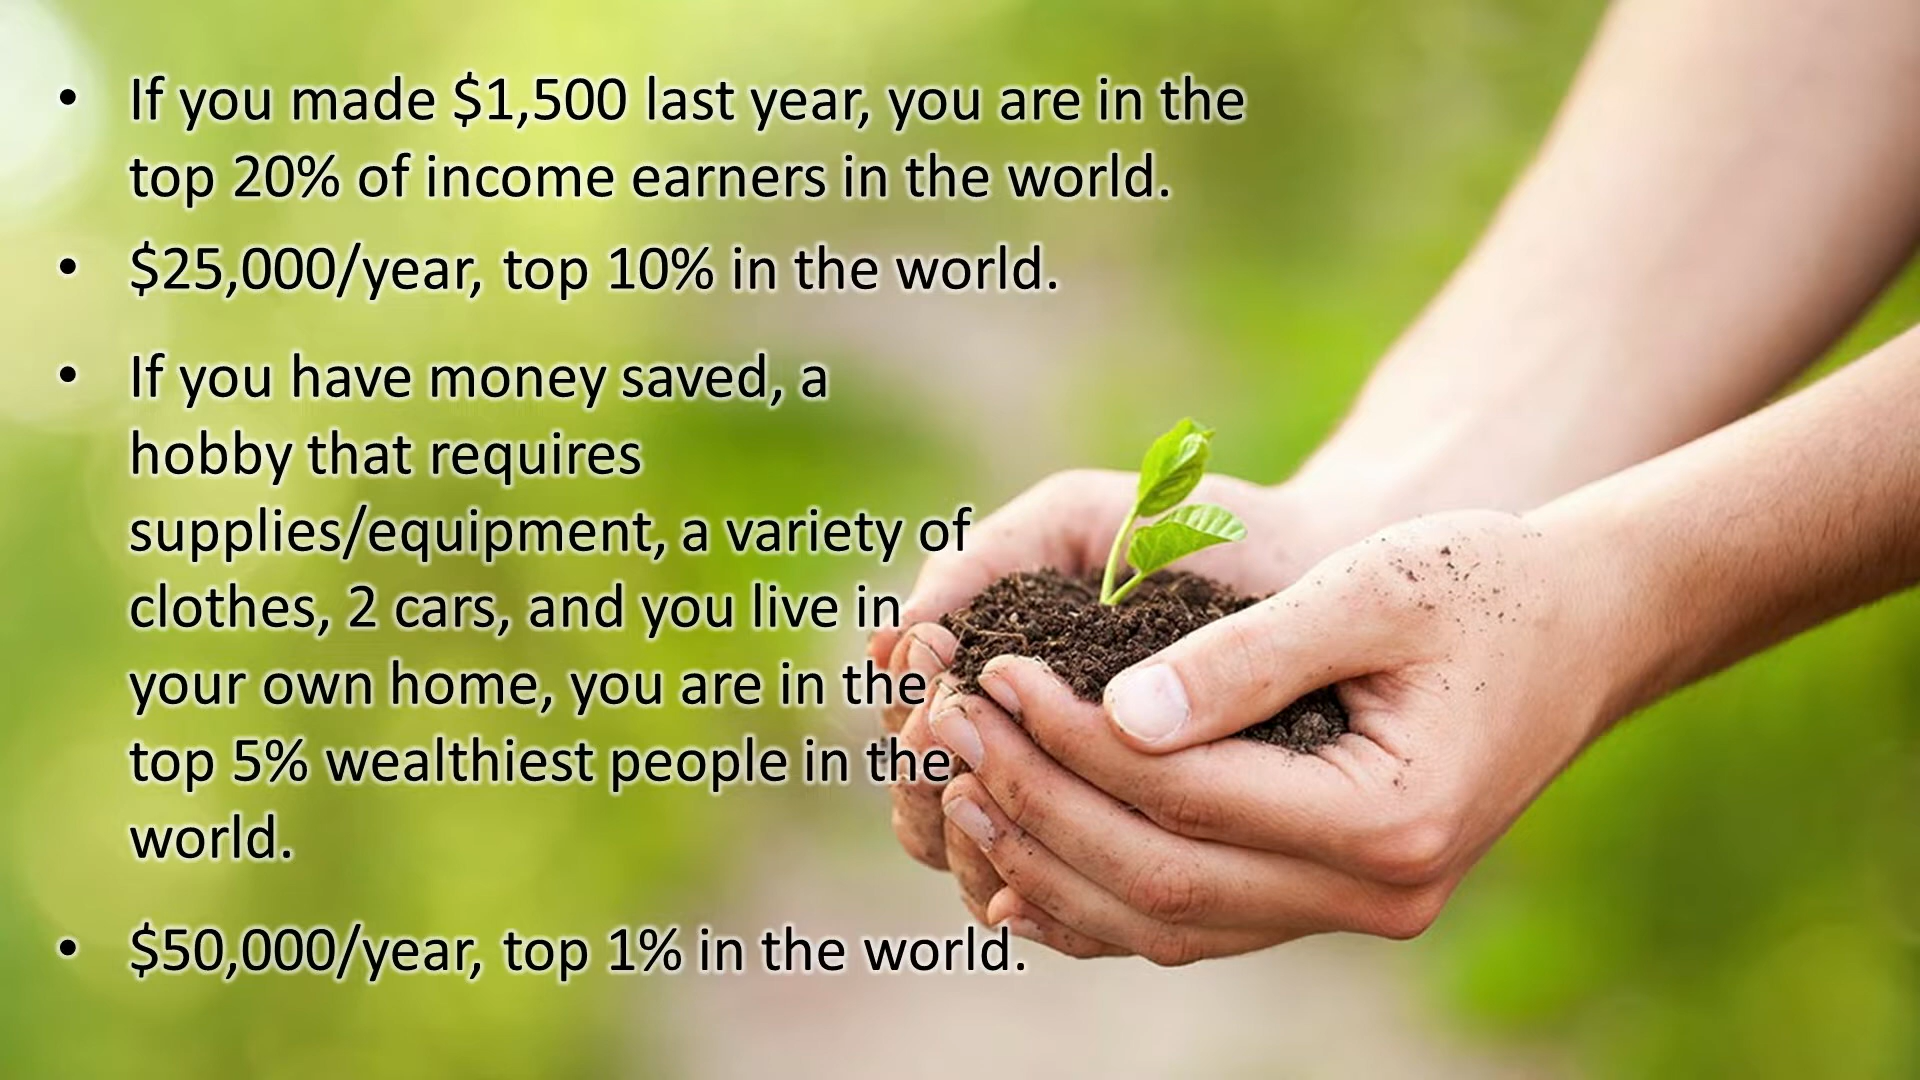 • If you made $1,500 last year, you are in the
top 20% of income earners in the world.
• $25,000/year, top 10% in the world.
• If you have money saved, a
hobby that requires
supplies/equipment, a variety of
clothes, 2 cars, and you live in
your own home, you are in the
top 5% wealthiest people in the
world.
• $50,000/year, top 1% in the world.